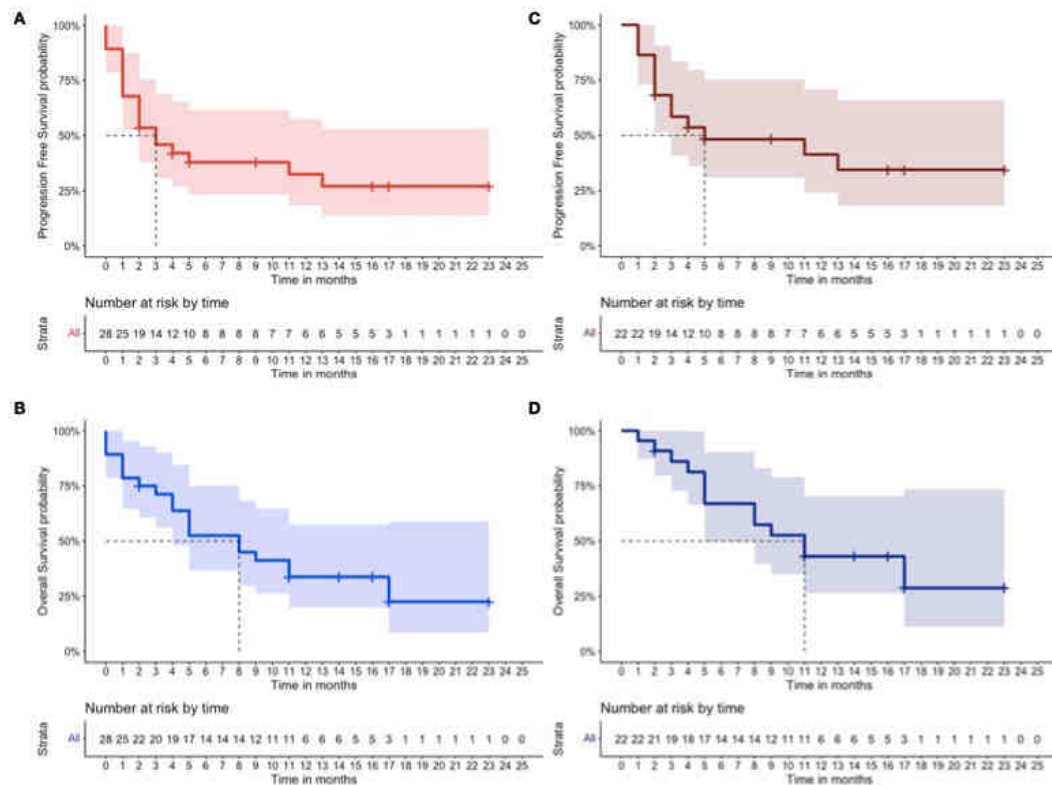 A
Progression Free Survival probability
100%
75%
50%
25%
0%
0 1 2 3 4 5 6 7 8 9 10 11 12 13 14 15 16 17 18 19 20 21 22 23 24 25
Time in months
Number at risk by time
Strata
All
28 25 19 14 12 10 8 8 8 8 7 7 6 6 5 5 5 3 1 1 1 1 1 1 0 0
0 1 2 3 4 5 6 7 8 9 10 11 12 13 14 15 16 17 18 19 20 21 22 23 24 25
Time in months
C
Progression Free Survival probability
100%
75%
50%
25%
0%
0 1 2 3 4 5 6 7 8 9 10 11 12 13 14 15 16 17 18 19 20 21 22 23 24 25
Time in months
Number at risk by time
Strata
All
22 22 19 14 12 10 8 8 8 8 7 7 6 6 5 5 5 3 1 1 1 1 1 1 0 0
0 1 2 3 4 5 6 7 8 9 10 11 12 13 14 15 16 17 18 19 20 21 22 23 24 25
Time in months
B
Overall Survival probability
100%
75%
50%
25%
0%
0 1 2 3 4 5 6 7 8 9 10 11 12 13 14 15 16 17 18 19 20 21 22 23 24 25
Time in months
Number at risk by time
Strata
All
28 25 22 20 19 17 14 14 14 12 11 11 6 6 6 5 5 3 1 1 1 1 1 1 0 0
0 1 2 3 4 5 6 7 8 9 10 11 12 13 14 15 16 17 18 19 20 21 22 23 24 25
Time in months
D
Overall Survival probability
100%
75%
50%
25%
0%
0 1 2 3 4 5 6 7 8 9 10 11 12 13 14 15 16 17 18 19 20 21 22 23 24 25
Time in months
Number at risk by time
Strata
All
22 22 21 19 18 17 14 14 14 12 11 11 6 6 6 5 5 3 1 1 1 1 1 1 0 0
0 1 2 3 4 5 6 7 8 9 10 11 12 13 14 15 16 17 18 19 20 21 22 23 24 25
Time in months